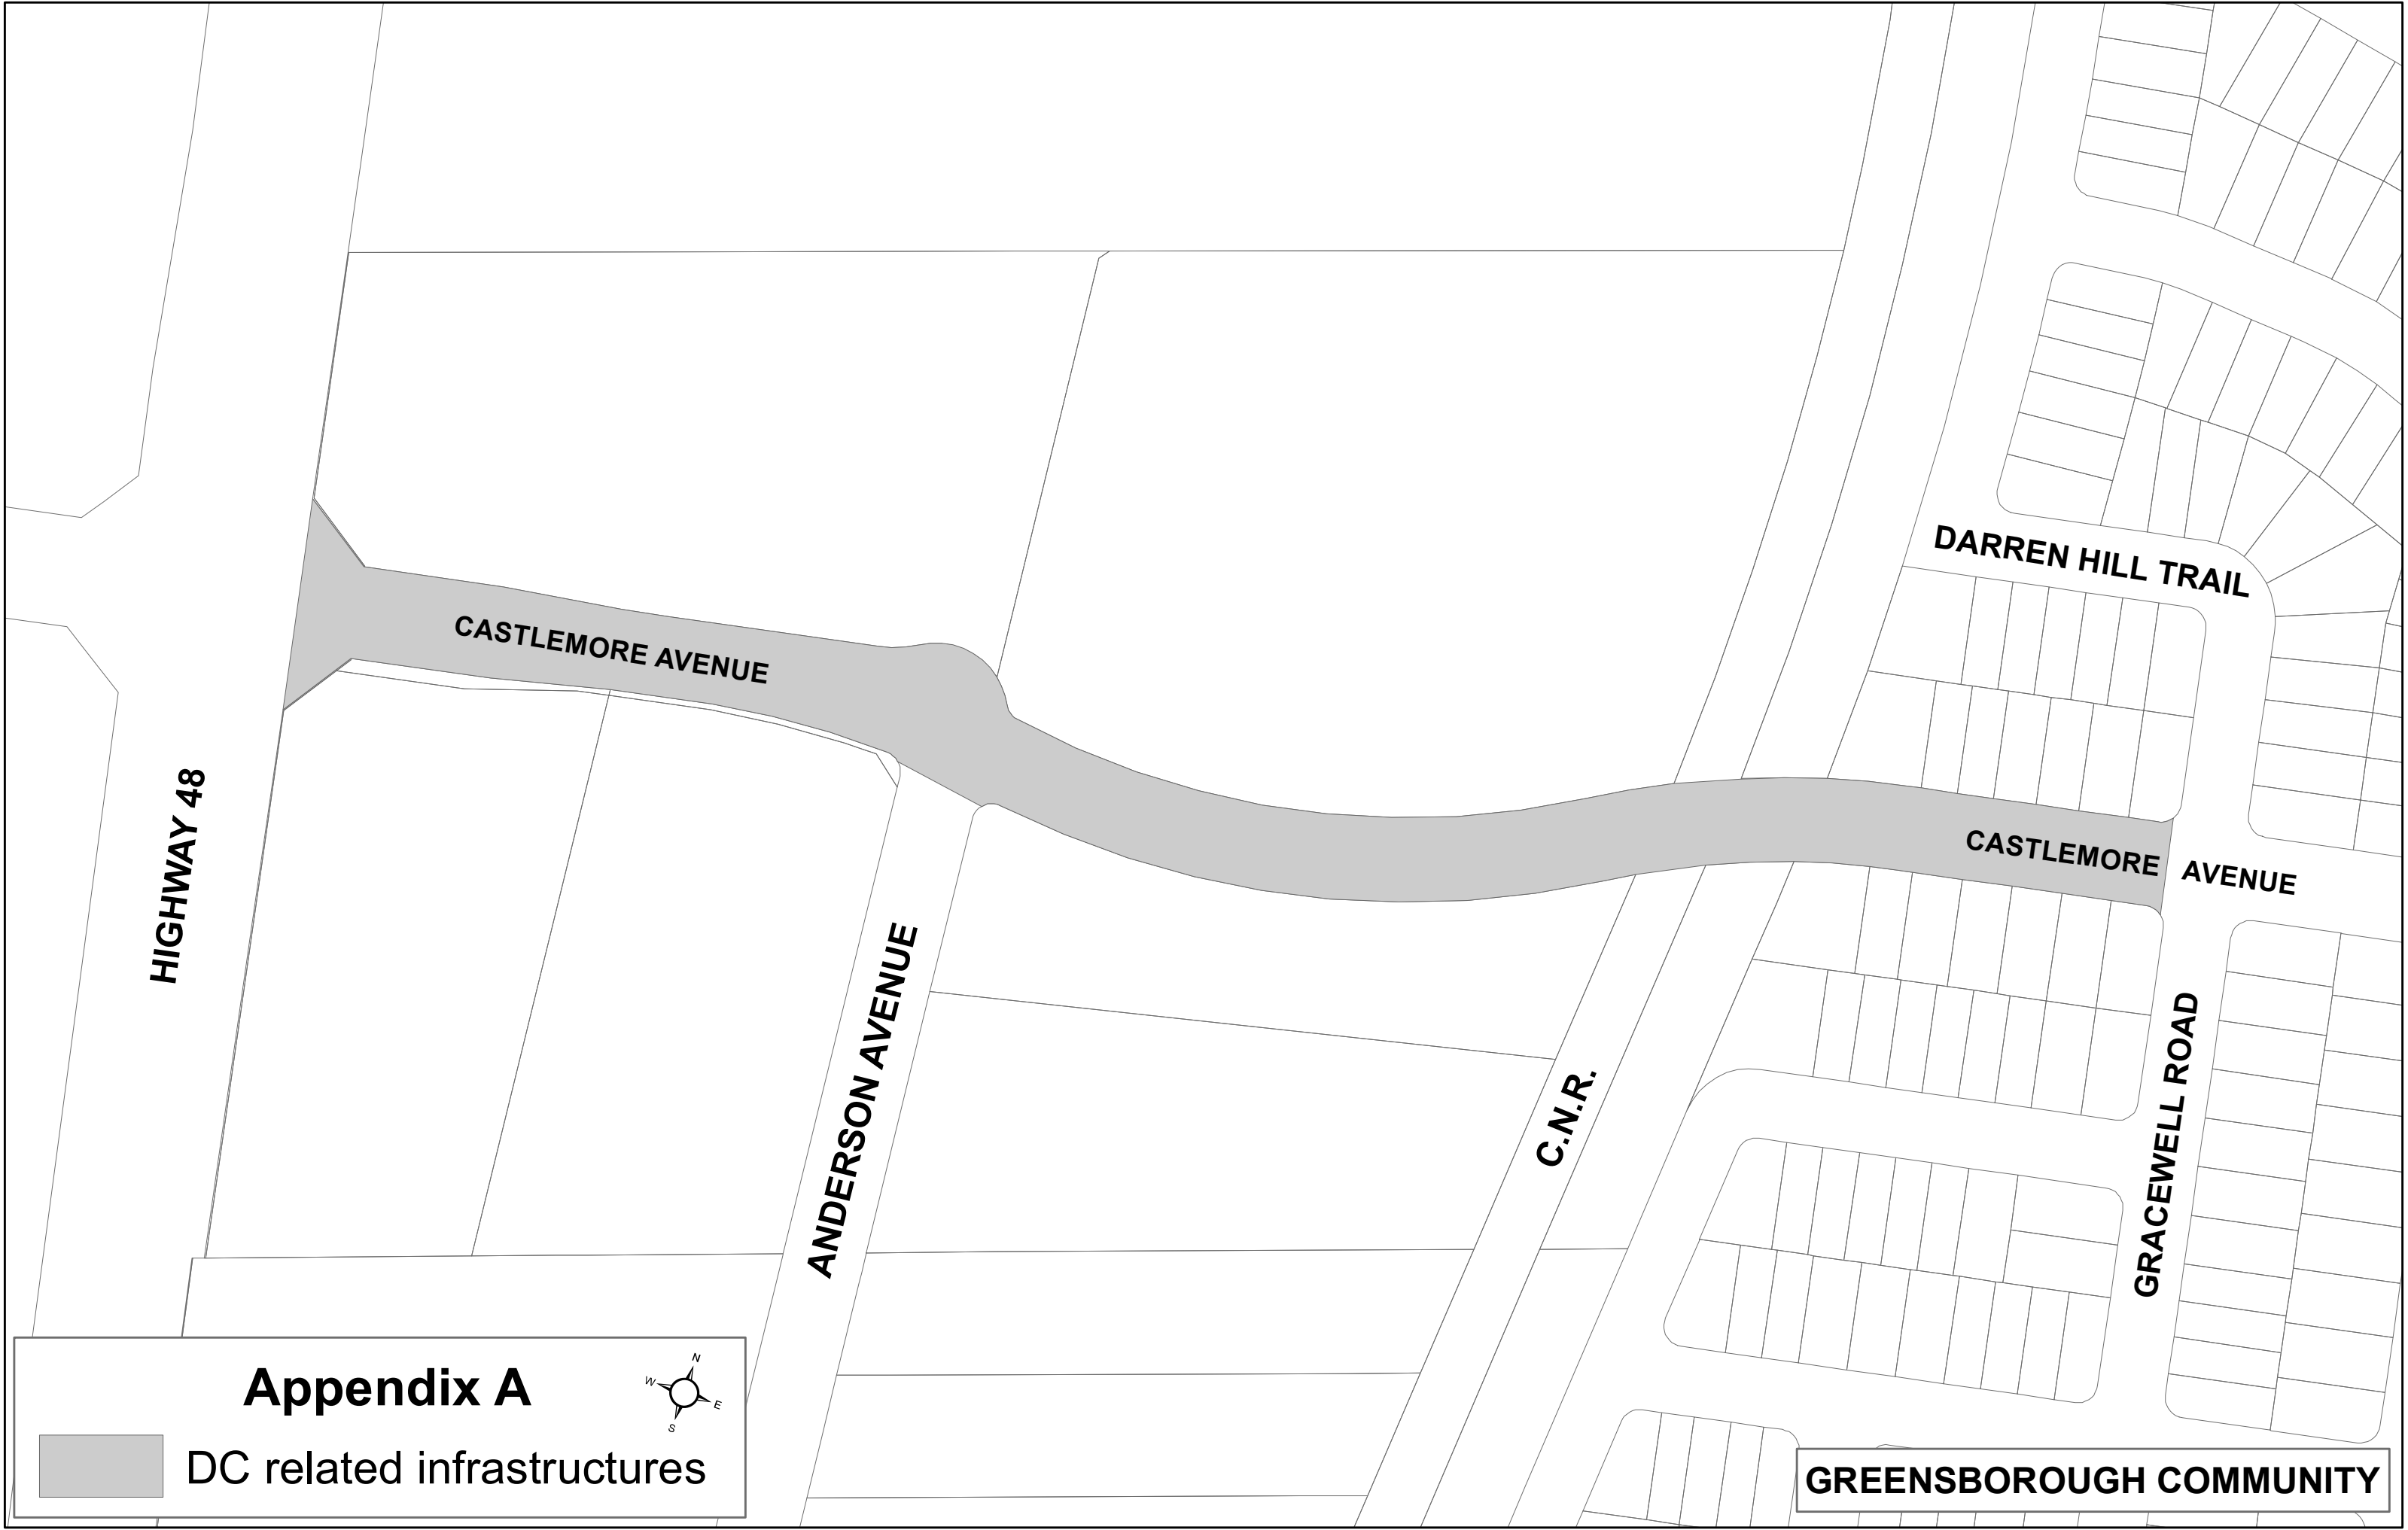 DARREN HILL TRAIL
CASTLEMORE AVENUE
HIGHWAY 48
CASTLEMORE AVENUE
ANDERSON AVENUE
C.N.R.
GRACEWELL ROAD
Appendix A
N
W
E
S
DC related infrastructures
GREENSBOROUGH COMMUNITY